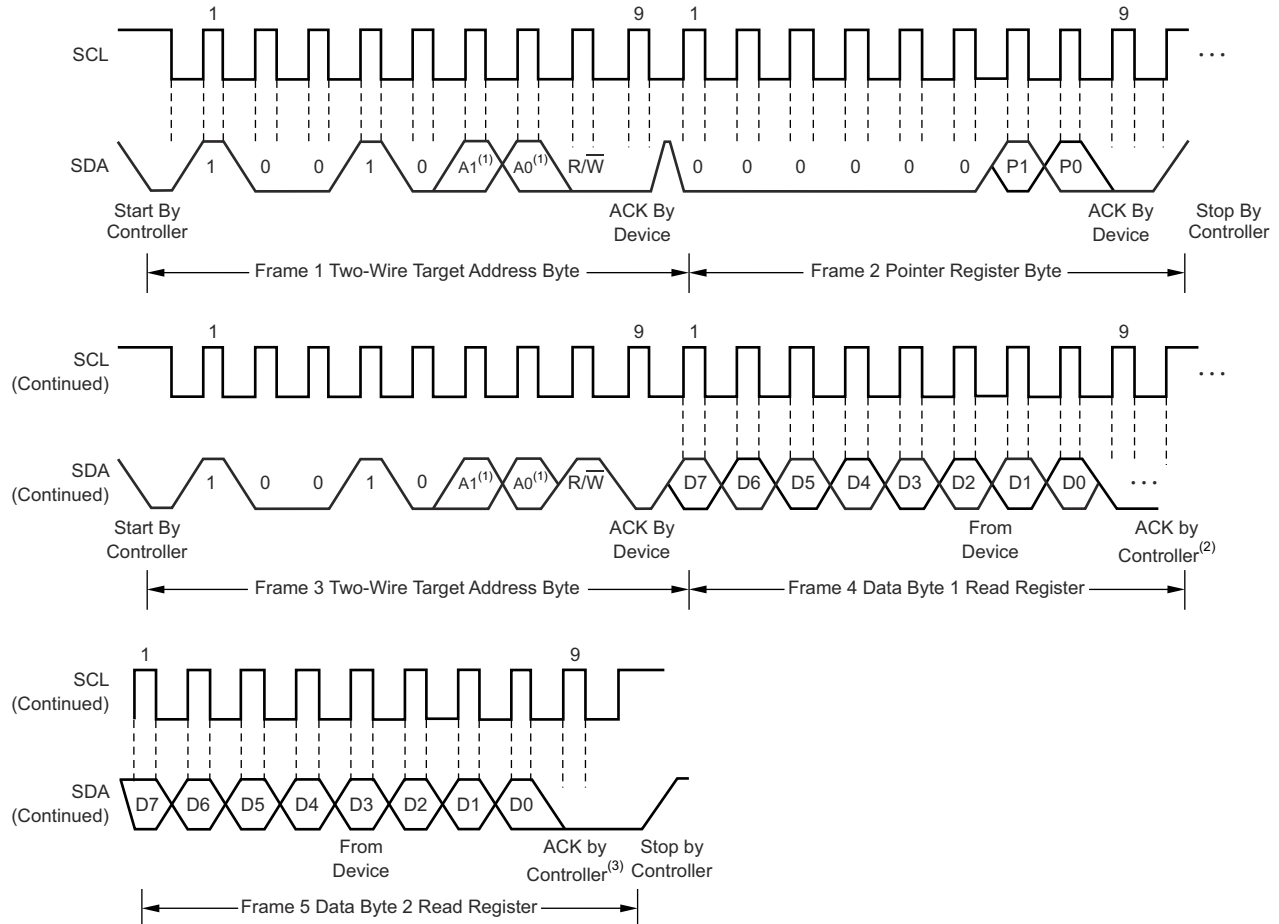 1 9 1 9
SCL
...
SDA
1 0 0 1 0 A1(1) A0(1) R/W 0 0 0 0 0 0 P1 P0
Start By
Controller
ACK By
Device
ACK By
Device
Stop By
Controller
Frame 1 Two-Wire Target Address Byte
Frame 2 Pointer Register Byte
1 9 1 9
SCL
(Continued)
...
SDA
(Continued)
1 0 0 1 0 A1(1) A0(1) R/W D7 D6 D5 D4 D3 D2 D1 D0 ...
Start By
Controller
ACK By
Device
From
Device
ACK by
Controller(2)
Frame 3 Two-Wire Target Address Byte
Frame 4 Data Byte 1 Read Register
1 9
SCL
(Continued)
SDA
(Continued)
D7 D6 D5 D4 D3 D2 D1 D0
From
Device
ACK by
Controller(3)
Stop by
Controller
Frame 5 Data Byte 2 Read Register